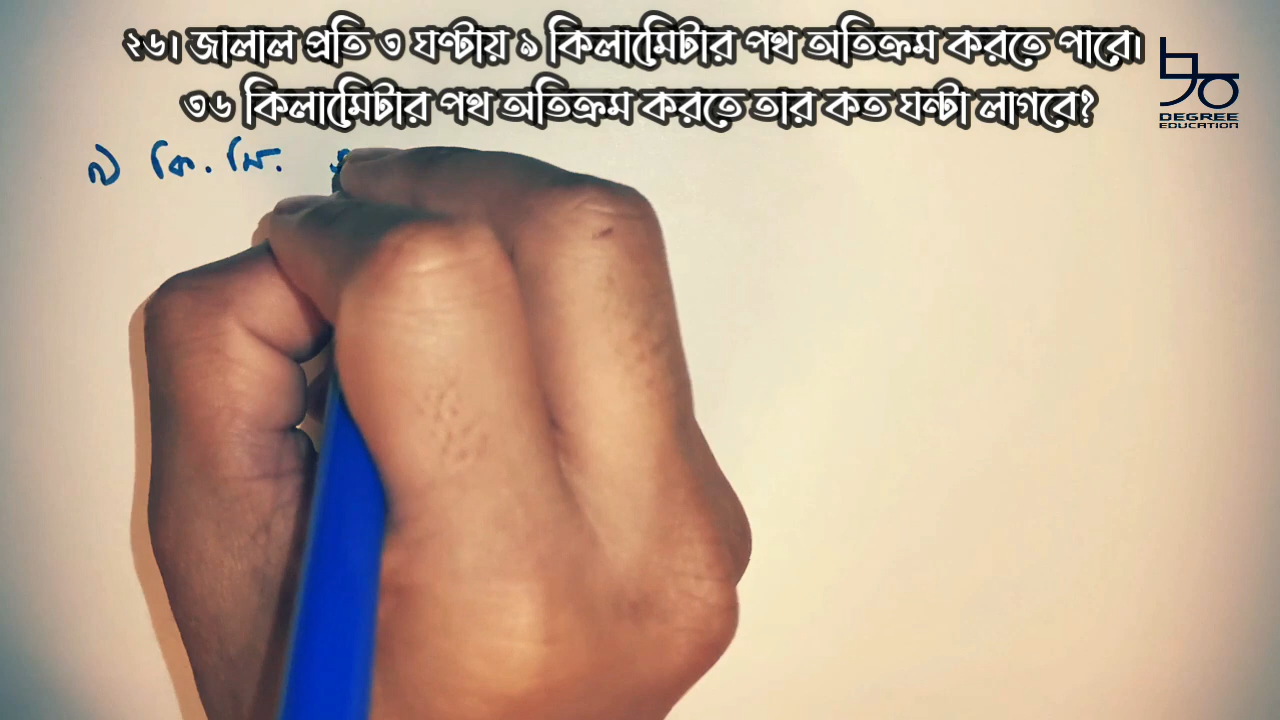 ২৬। জালাল প্রতি ৩ ঘণ্টায় ৯ কিলামেিটার পথ অতিক্রম করতে পারে।
৩৬ কিলামেিটার পথ অতিক্রম করতে তার কত ঘন্টা লাগবে?
DEGREE
EDUCATION
৯ কি. মি.